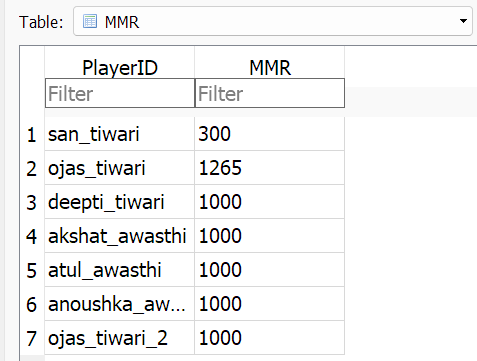 Table: MMR
PlayerID MMR
Filter Filter
1 san_tiwari 300
2 ojas_tiwari 1265
3 deepti_tiwari 1000
4 akshat_awasthi 1000
5 atul_awasthi 1000
6 anoushka_aw... 1000
7 ojas_tiwari_2 1000